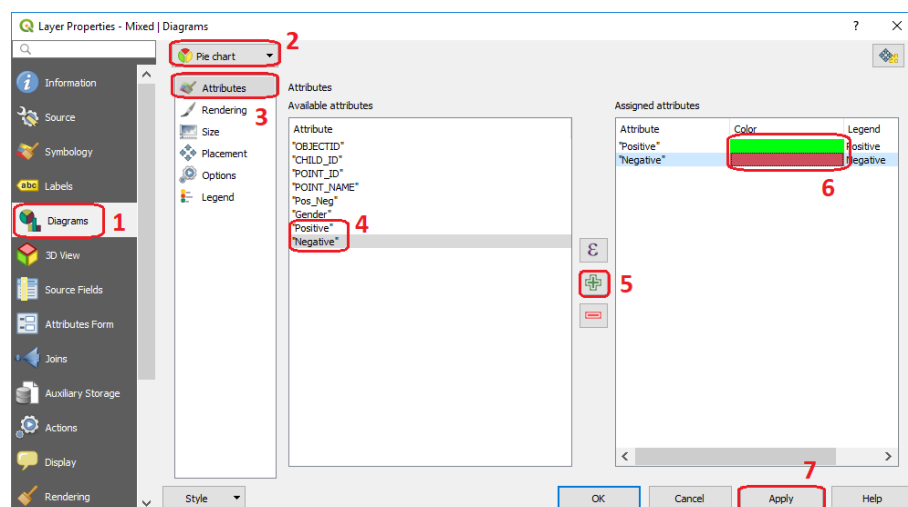 Layer Properties - Mixed | Diagrams
?
2
Pie chart
Information
Source
Symbology
abc Labels
Diagrams 1
3D View
Source Fields
Attributes Form
Joins
Auxiliary Storage
Actions
Display
Rendering
Attributes
Rendering 3
Size
Placement
Options
Legend
Attributes
Available attributes
Attribute
"OBJECTID"
"CHILD_ID"
"POINT_ID"
"POINT_NAME"
"Pos_Neg"
"Gender"
"Positive" 4
"Negative"
ε
5
Assigned attributes
Attribute Color Legend
"Positive" Positive
"Negative" Negative
6
7
Style OK Cancel Apply Help